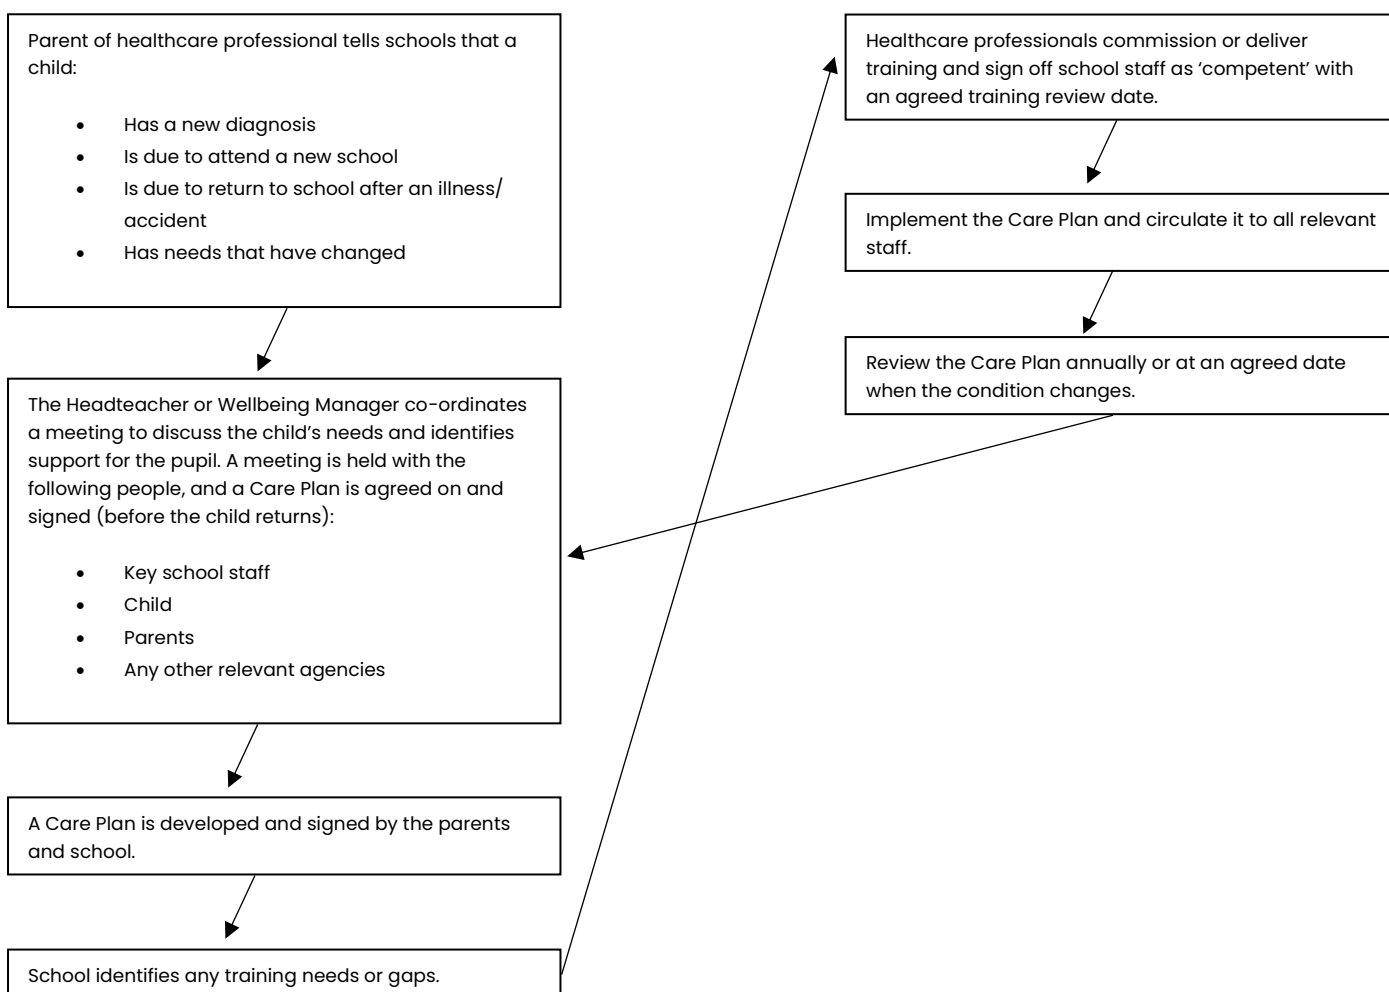 Parent of healthcare professional tells schools that a
child:
• Has a new diagnosis
• Is due to attend a new school
• Is due to return to school after an illness/
accident
• Has needs that have changed
The Headteacher or Wellbeing Manager co-ordinates
a meeting to discuss the child’s needs and identifies
support for the pupil. A meeting is held with the
following people, and a Care Plan is agreed on and
signed (before the child returns):
• Key school staff
• Child
• Parents
• Any other relevant agencies
A Care Plan is developed and signed by the parents
and school.
School identifies any training needs or gaps.
Healthcare professionals commission or deliver
training and sign off school staff as ‘competent’ with
an agreed training review date.
Implement the Care Plan and circulate it to all relevant
staff.
Review the Care Plan annually or at an agreed date
when the condition changes.